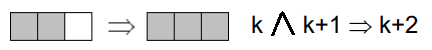 ⇒ k ⋀ k+1 ⇒ k+2